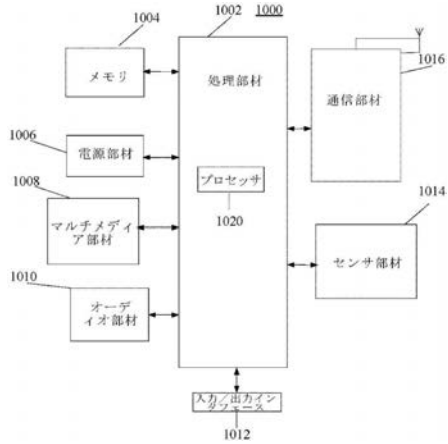 1004
1002
1000
1016
メモリ
処理部材
通信部材
1006
電源部材
1008
プロセッサ
1020
マルチメディ
ア部材
1014
センサ部材
1010
オーデ
ィオ部材
入力/出力イン
タフェース
1012